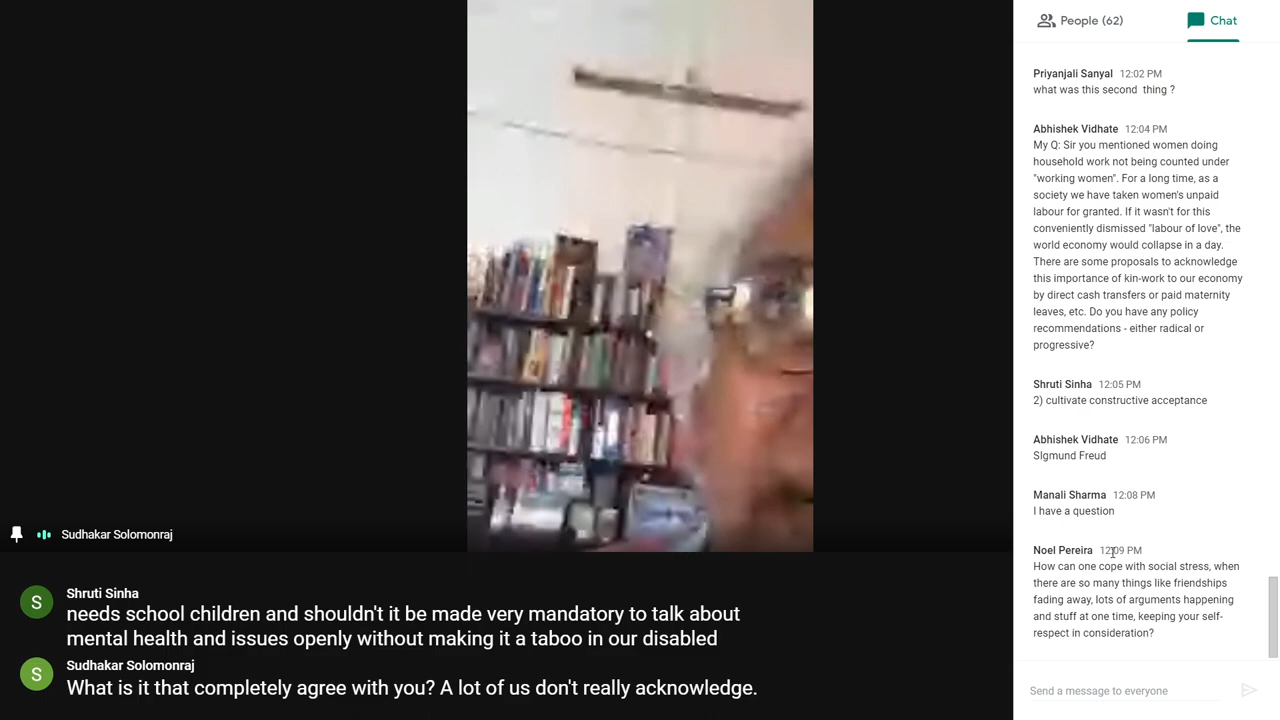 People (62)
Chat
Priyanjali Sanyal 12:02 PM
what was this second thing ?
Abhishek Vidhate 12:04 PM
My Q: Sir you mentioned women doing
household work not being counted under
"working women". For a long time, as a
society we have taken women's unpaid
labour for granted. If it wasn't for this
conveniently dismissed "labour of love", the
world economy would collapse in a day.
There are some proposals to acknowledge
this importance of kin-work to our economy
by direct cash transfers or paid maternity
leaves, etc. Do you have any policy
recommendations - either radical or
progressive?
Shruti Sinha 12:05 PM
2) cultivate constructive acceptance
Abhishek Vidhate 12:06 PM
SIgmund Freud
Manali Sharma 12:08 PM
I have a question
Noel Pereira 12:09 PM
How can one cope with social stress, when
there are so many things like friendships
fading away, lots of arguments happening
and stuff at one time, keeping your self-
respect in consideration?
Send a message to everyone
Sudhakar Solomonraj
S
Shruti Sinha
needs school children and shouldn't it be made very mandatory to talk about
mental health and issues openly without making it a taboo in our disabled
S
Sudhakar Solomonraj
What is it that completely agree with you? A lot of us don't really acknowledge.